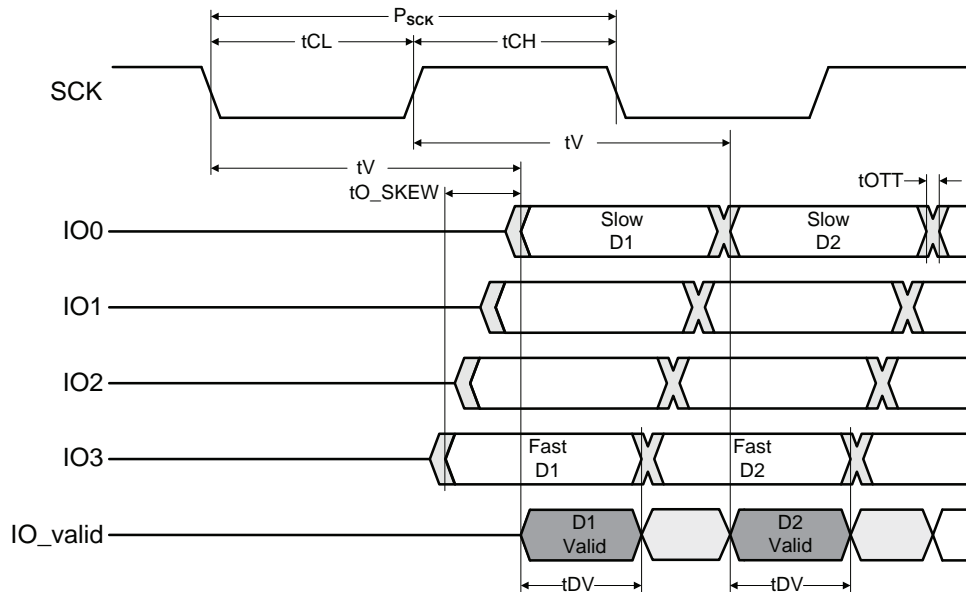 PSCK
tCL
tCH
SCK
tV
tV
tO_SKEW
tOTT
IO0
Slow
D1
Slow
D2
IO1
IO2
IO3
Fast
D1
Fast
D2
IO_valid
D1
Valid
D2
Valid
tDV
tDV